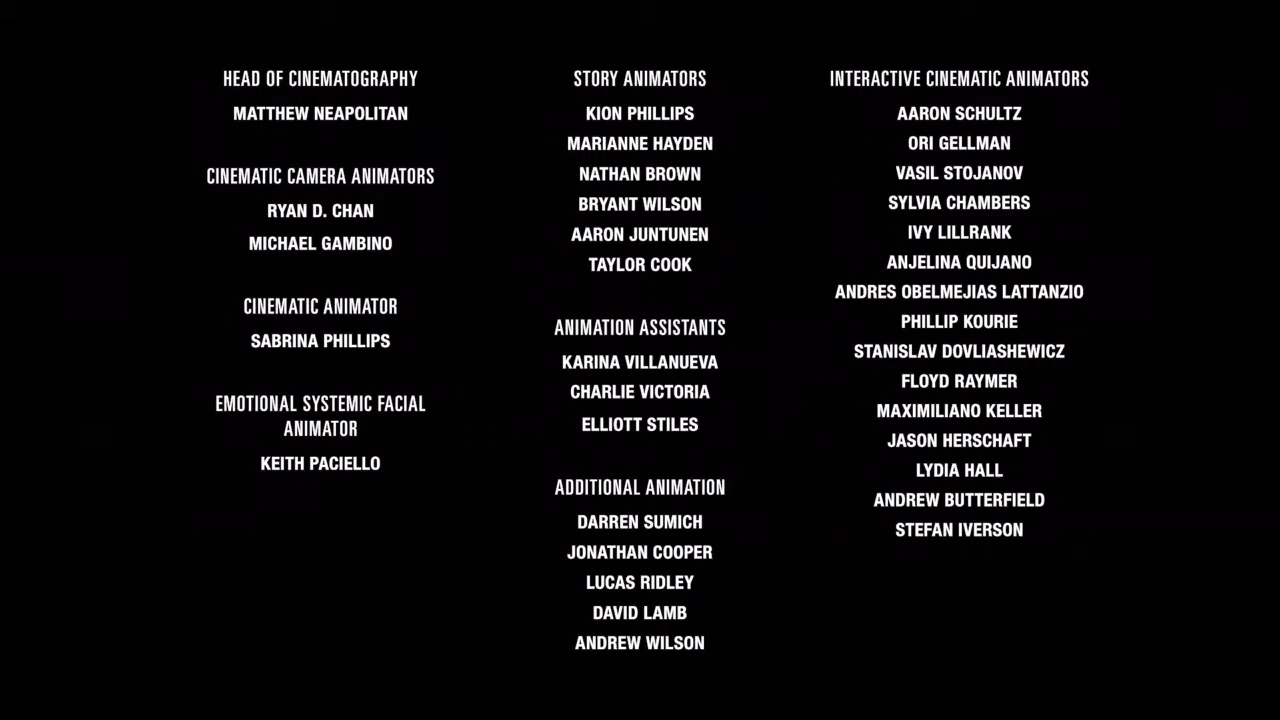 HEAD OF CINEMATOGRAPHY
MATTHEW NEAPOLITAN
CINEMATIC CAMERA ANIMATORS
RYAN D. CHAN
MICHAEL GAMBINO
CINEMATIC ANIMATOR
SABRINA PHILLIPS
EMOTIONAL SYSTEMIC FACIAL
ANIMATOR
KEITH PACIELLO
STORY ANIMATORS
KION PHILLIPS
MARIANNE HAYDEN
NATHAN BROWN
BRYANT WILSON
AARON JUNTUNEN
TAYLOR COOK
ANIMATION ASSISTANTS
KARINA VILLANUEVA
CHARLIE VICTORIA
ELLIOTT STILES
ADDITIONAL ANIMATION
DARREN SUMICH
JONATHAN COOPER
LUCAS RIDLEY
DAVID LAMB
ANDREW WILSON
INTERACTIVE CINEMATIC ANIMATORS
AARON SCHULTZ
ORI GELLMAN
VASIL STOJANOV
SYLVIA CHAMBERS
IVY LILLRANK
ANJELINA QUIJANO
ANDRES OBELMEJIAS LATTANZIO
PHILLIP KOURIE
STANISLAV DOVLIASHEWICZ
FLOYD RAYMER
MAXIMILIANO KELLER
JASON HERSCHAFT
LYDIA HALL
ANDREW BUTTERFIELD
STEFAN IVERSON